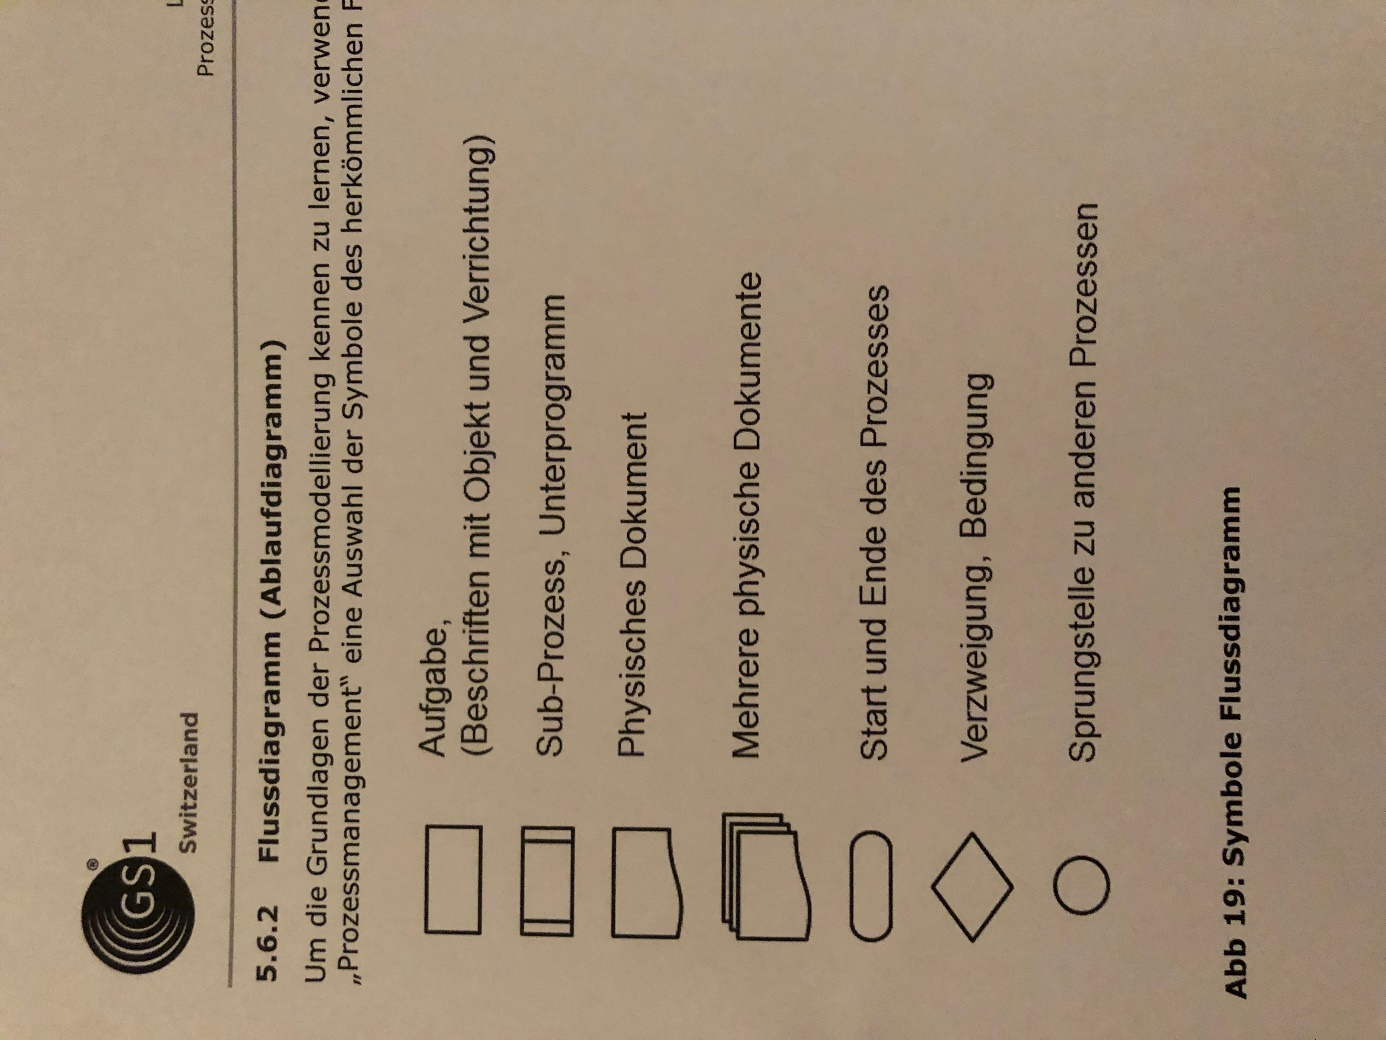 GS1
®
Switzerland
Prozess
5.6.2 Flussdiagramm (Ablaufdiagramm)
Um die Grundlagen der Prozessmodellierung kennen zu lernen,
„Prozessmanagement“ eine Auswahl der Symbole des herkömmlichen
Aufgabe,
(Beschriften mit Objekt und Verrichtung)
Sub-Prozess, Unterprogramm
Physisches Dokument
Mehrere physische Dokumente
Start und Ende des Prozesses
Verzweigung, Bedingung
Sprungstelle zu anderen Prozessen
Abb 19: Symbole Flussdiagramm